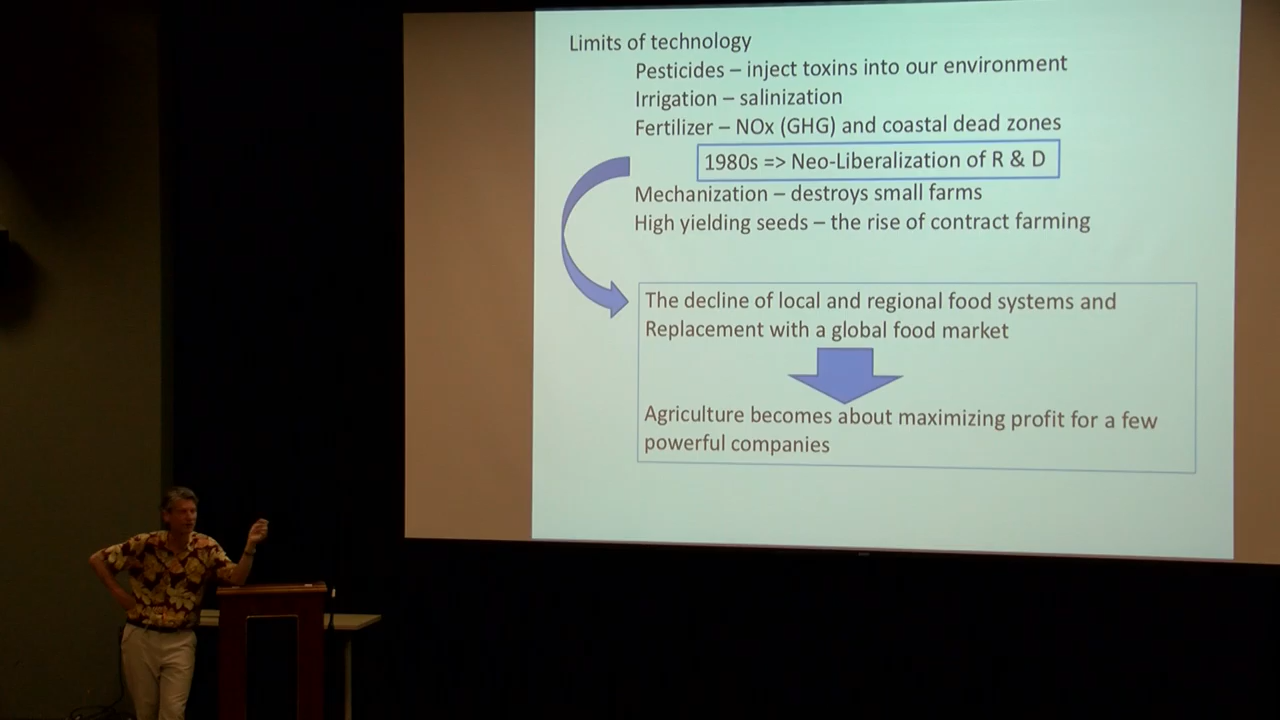 Limits of technology
Pesticides – inject toxins into our environment
Irrigation – salinization
Fertilizer – NOx (GHG) and coastal dead zones
1980s => Neo-Liberalization of R & D
Mechanization – destroys small farms
High yielding seeds – the rise of contract farming
The decline of local and regional food systems and
Replacement with a global food market
Agriculture becomes about maximizing profit for a few
powerful companies